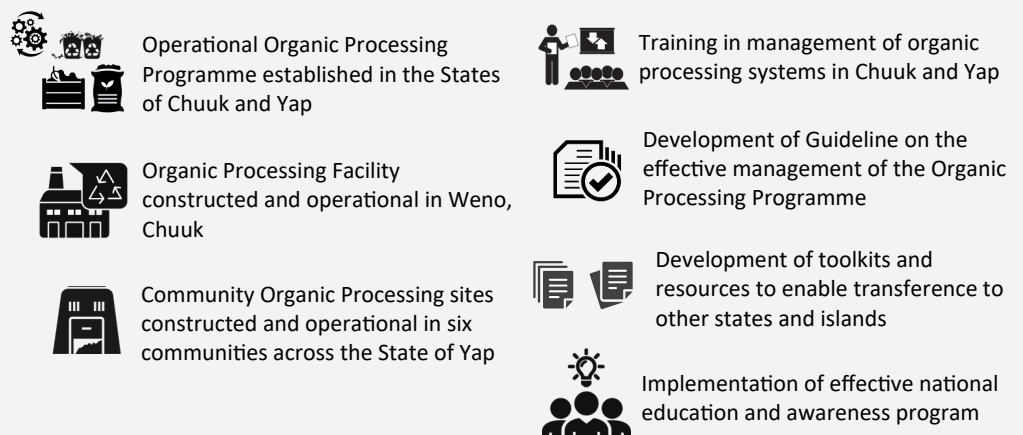 Operational Organic Processing
Programme established in the States
of Chuuk and Yap
Organic Processing Facility
constructed and operational in Weno,
Chuuk
Community Organic Processing sites
constructed and operational in six
communities across the State of Yap
Training in management of organic
processing systems in Chuuk and Yap
Development of Guideline on the
effective management of the Organic
Processing Programme
Development of toolkits and
resources to enable transference to
other states and islands
Implementation of effective national
education and awareness program